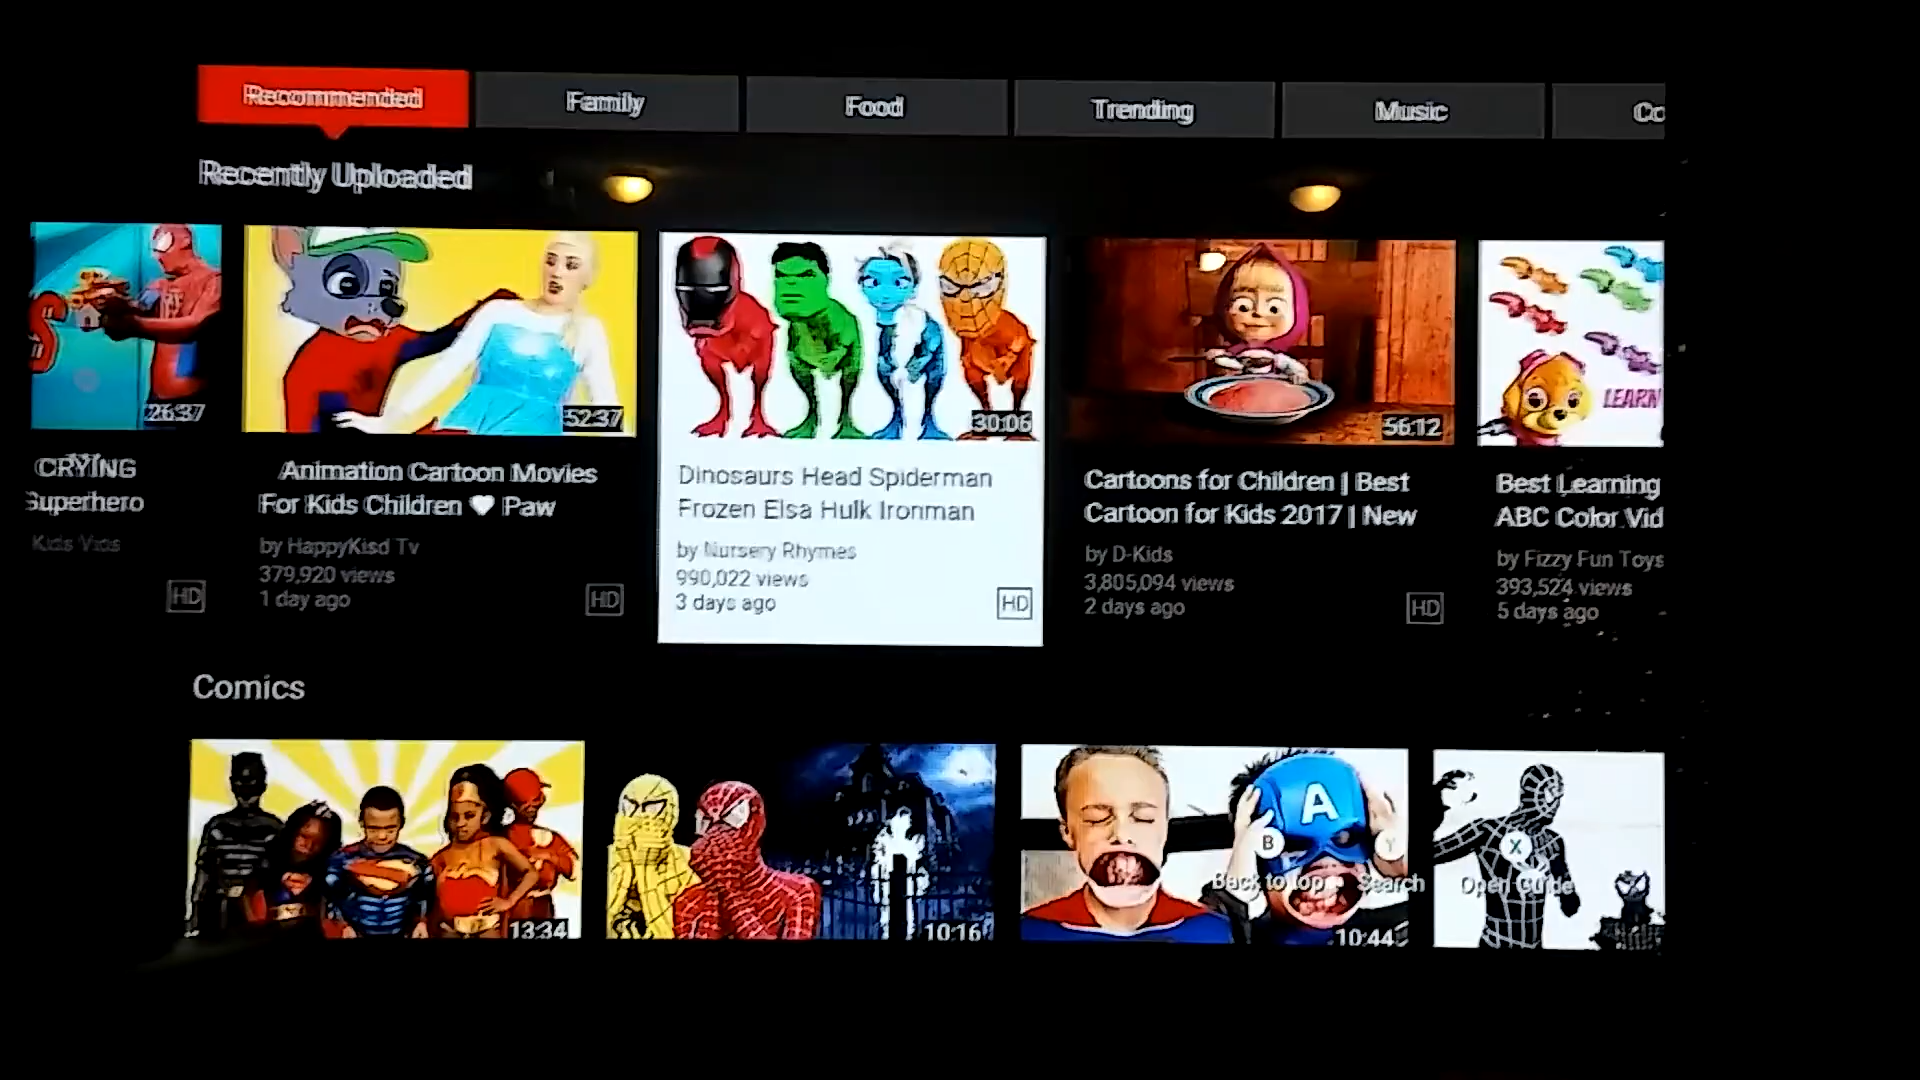 Recommended
Family
Food
Trending
Music
Co
Recently Uploaded
26:37
52:37
30:06
56:12
LEARN
CRYING
Superhero
Kids Vids
HD
Animation Cartoon Movies
For Kids Children 🤍 Paw
by HappyKisd Tv
379,920 views
1 day ago
HD
Dinosaurs Head Spiderman
Frozen Elsa Hulk Ironman
by Nursery Rhymes
990,022 views
3 days ago
HD
Cartoons for Children | Best
Cartoon for Kids 2017 | New
by D-Kids
3,805,094 views
2 days ago
HD
Best Learning
ABC Color Vid
by Fizzy Fun Toys
393,524 views
5 days ago
Comics
13:34
10:16
10:44
A
B
Y
X
Back to top
Search
Open Guide